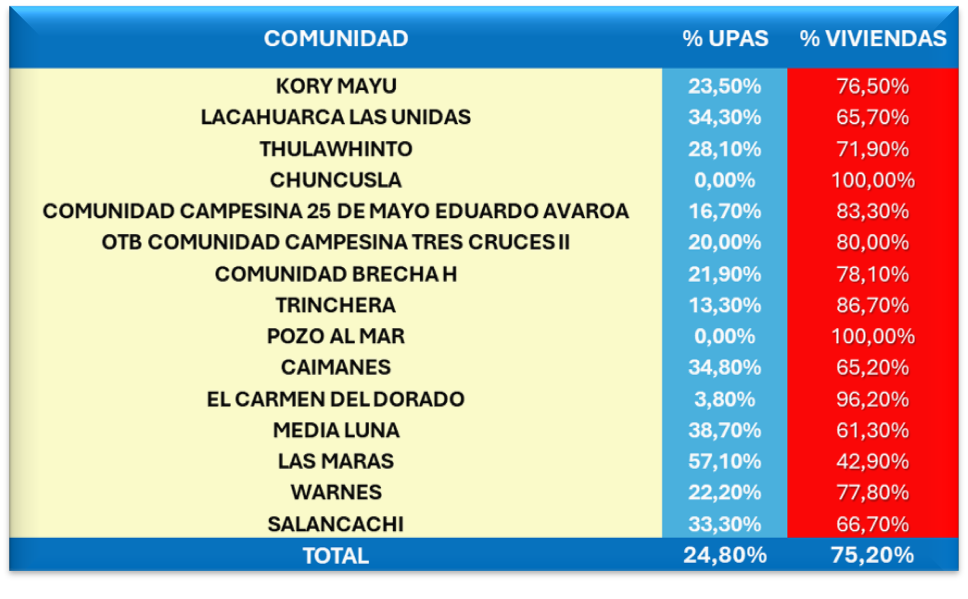 COMUNIDAD % UPAS % VIVIENDAS
KORY MAYU 23,50% 76,50%
LACAHUARCA LAS UNIDAS 34,30% 65,70%
THULAWHINTO 28,10% 71,90%
CHUNCUSLA 0,00% 100,00%
COMUNIDAD CAMPESINA 25 DE MAYO EDUARDO AVAROA 16,70% 83,30%
OTB COMUNIDAD CAMPESINA TRES CRUCES II 20,00% 80,00%
COMUNIDAD BRECHA H 21,90% 78,10%
TRINCHERA 13,30% 86,70%
POZO AL MAR 0,00% 100,00%
CAIMANES 34,80% 65,20%
EL CARMEN DEL DORADO 3,80% 96,20%
MEDIA LUNA 38,70% 61,30%
LAS MARAS 57,10% 42,90%
WARNES 22,20% 77,80%
SALANCACHI 33,30% 66,70%
TOTAL 24,80% 75,20%